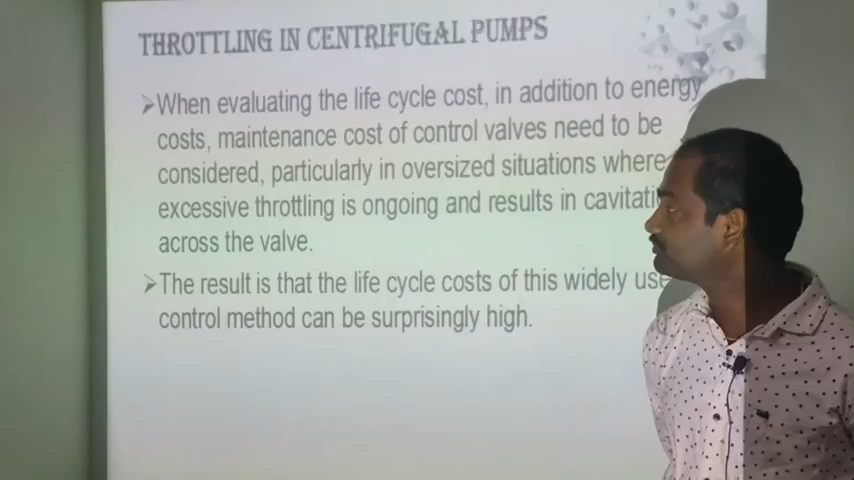 THROTTLING IN CENTRIFUGAL PUMPS
➢When evaluating the life cycle cost, in addition to energy
costs, maintenance cost of control valves need to be
considered, particularly in oversized situations where
excessive throttling is ongoing and results in
across the valve.
➢The result is that the life cycle costs of this widely
control method can be surprisingly high.